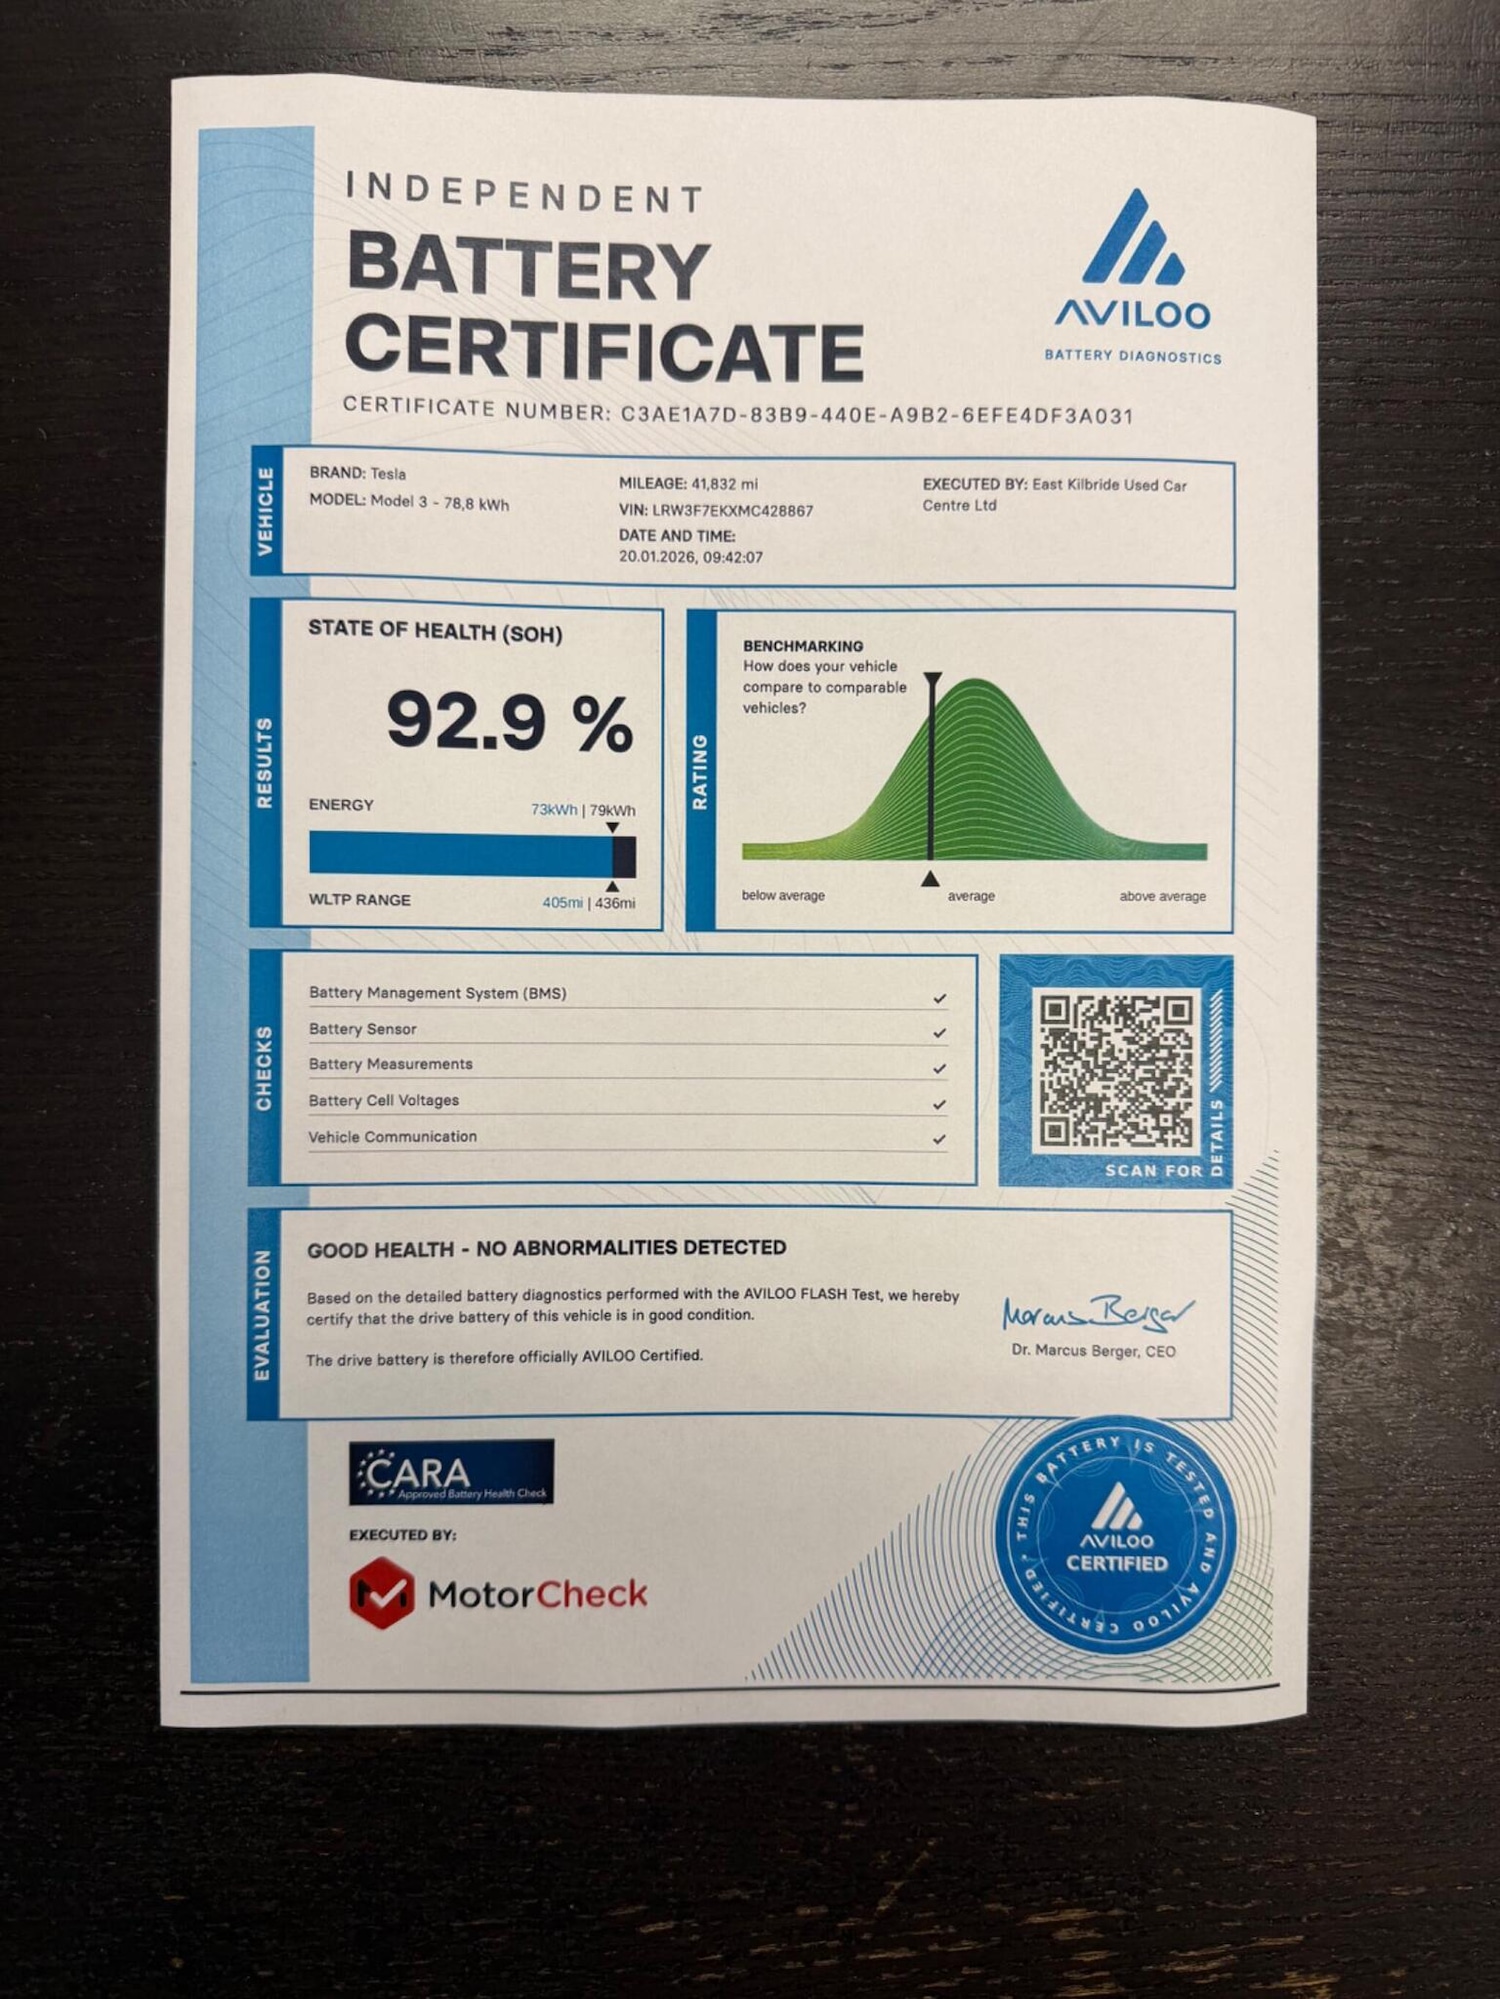 INDEPENDENT
BATTERY
CERTIFICATE
CERTIFICATE NUMBER: C3AE1A7D-83B9-440E-A9B2-6EFE4DF3A031
AVILOO
BATTERY DIAGNOSTICS
VEHICLE
BRAND: Tesla
MODEL: Model 3 - 78,8 kWh
MILEAGE: 41,832 mi
VIN: LRW3F7EKXMC428867
DATE AND TIME:
20.01.2026, 09:42:07
EXECUTED BY: East Kilbride Used Car
Centre Ltd
RESULTS
STATE OF HEALTH (SOH)
92.9 %
ENERGY
73kWh | 79kWh
WLTP RANGE
405mi | 436mi
RATING
BENCHMARKING
How does your vehicle
compare to comparable
vehicles?
below average
average
above average
CHECKS
Battery Management System (BMS)
Battery Sensor
Battery Measurements
Battery Cell Voltages
Vehicle Communication
SCAN FOR
DETAILS
EVALUATION
GOOD HEALTH - NO ABNORMALITIES DETECTED
Based on the detailed battery diagnostics performed with the AVILOO FLASH Test, we hereby
certify that the drive battery of this vehicle is in good condition.
The drive battery is therefore officially AVILOO Certified.
Marcus Berger
Dr. Marcus Berger, CEO
CARA
Approved Battery Health Check
EXECUTED BY:
MotorCheck
THIS BATTERY IS TESTED AND AVILOO CERTIFIED
AVILOO
CERTIFIED